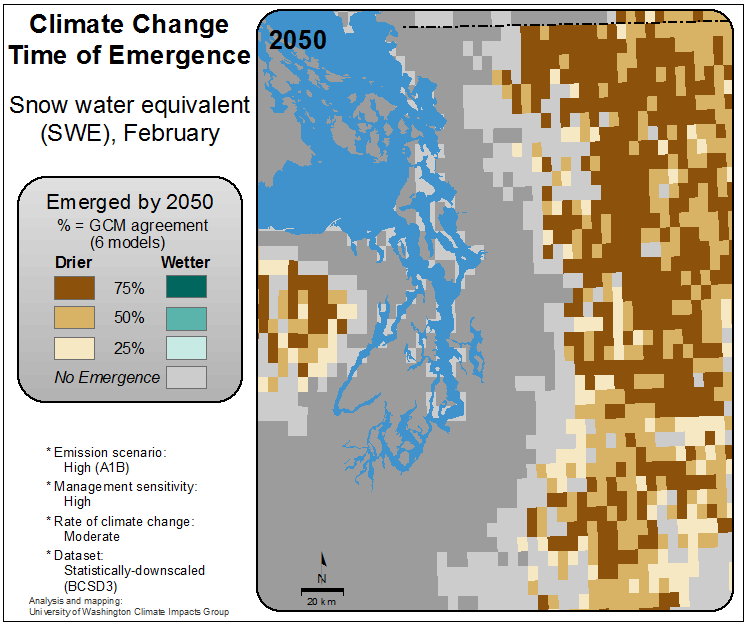 Climate Change
Time of Emergence
Snow water equivalent
(SWE), February
Emerged by 2050
% = GCM agreement
(6 models)
Drier Wetter
75%
50%
25%
No Emergence
* Emission scenario:
High (A1B)
* Management sensitivity:
High
* Rate of climate change:
Moderate
* Dataset:
Statistically-downscaled
(BCSD3)
Analysis and mapping:
University of Washington Climate Impacts Group
2050
N
20 km